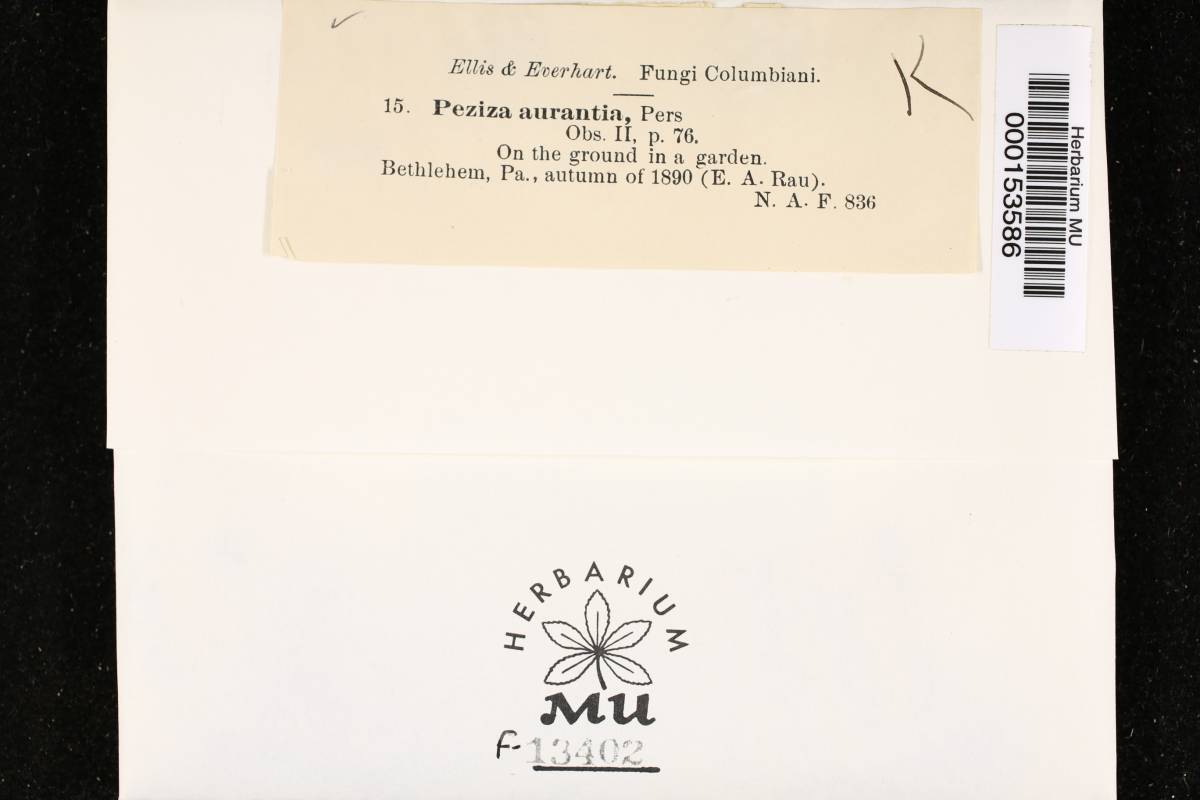 Ellis & Everhart. Fungi Columbiani.
15. Peziza aurantia, Pers
Obs. II, p. 76.
On the ground in a garden.
Bethlehem, Pa., autumn of 1890 (E. A. Rau).
N. A. F. 836
K
Herbarium MU
000153586
HERBARIUM
MU
F-13402